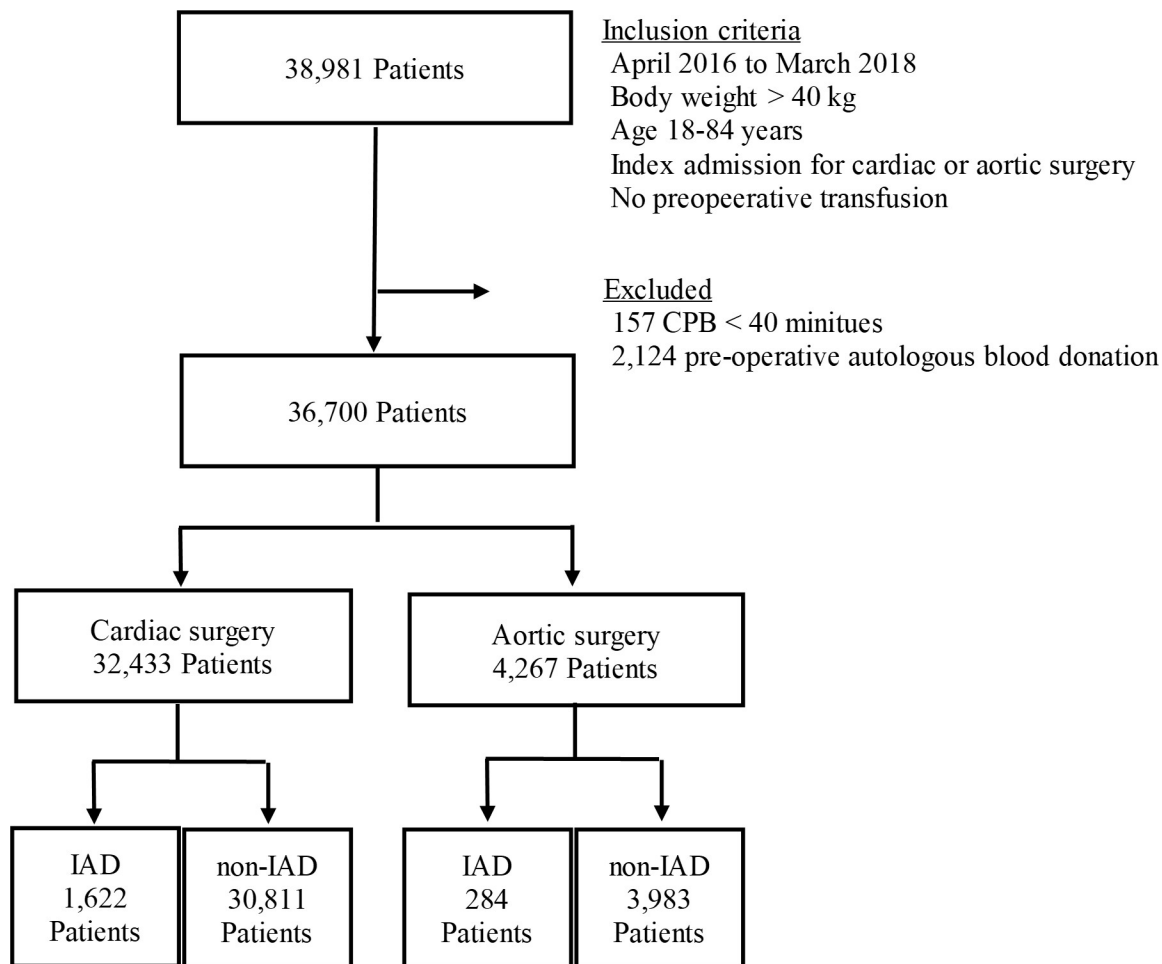 38,981 Patients
Inclusion criteria
April 2016 to March 2018
Body weight > 40 kg
Age 18-84 years
Index admission for cardiac or aortic surgery
No preopeerative transfusion
Excluded
157 CPB < 40 minitues
2,124 pre-operative autologous blood donation
36,700 Patients
Cardiac surgery
32,433 Patients
Aortic surgery
4,267 Patients
IAD
1,622
Patients
non-IAD
30,811
Patients
IAD
284
Patients
non-IAD
3,983
Patients